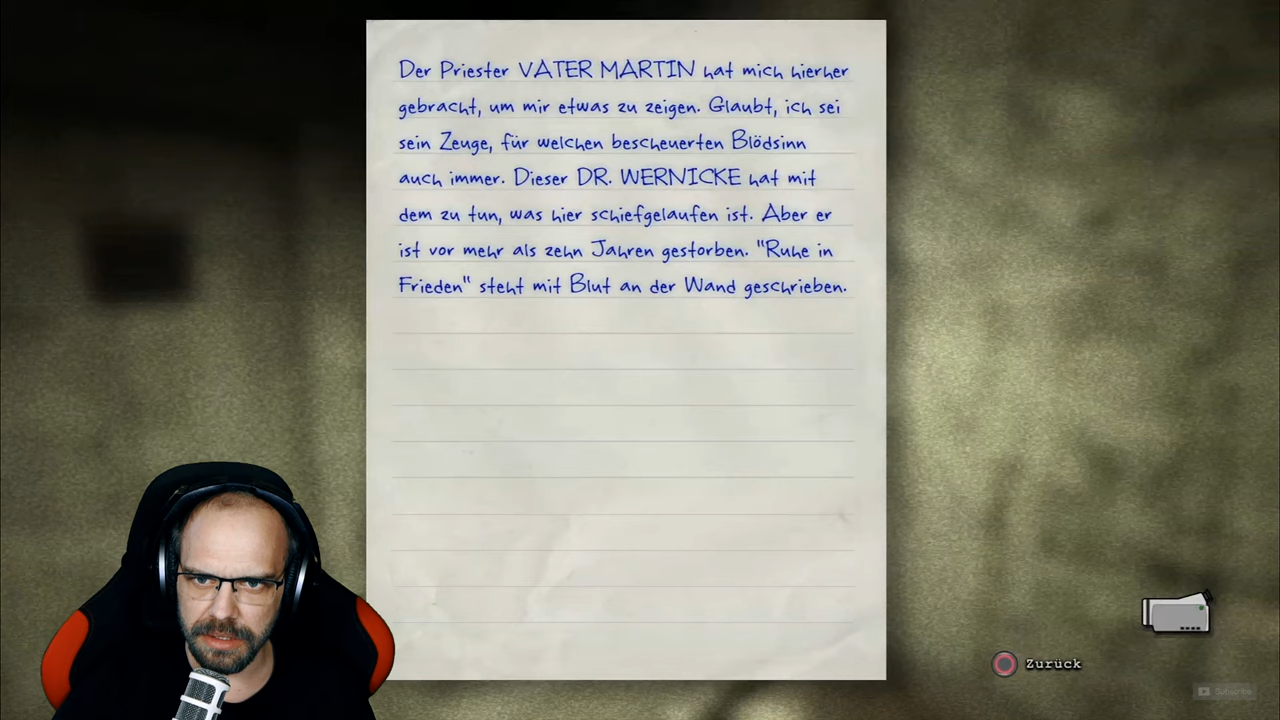 Der Priester VATER MARTIN hat mich hierher
gebracht, um mir etwas zu zeigen. Glaubt, ich sei
sein Zeuge, für welchen bescheuerten Blödsinn
auch immer. Dieser DR. WERNICKE hat mit
dem zu tun, was hier schiefgelaufen ist. Aber er
ist vor mehr als zehn Jahren gestorben. "Ruhe in
Frieden" steht mit Blut an der Wand geschrieben.
Zurück
Subscribe